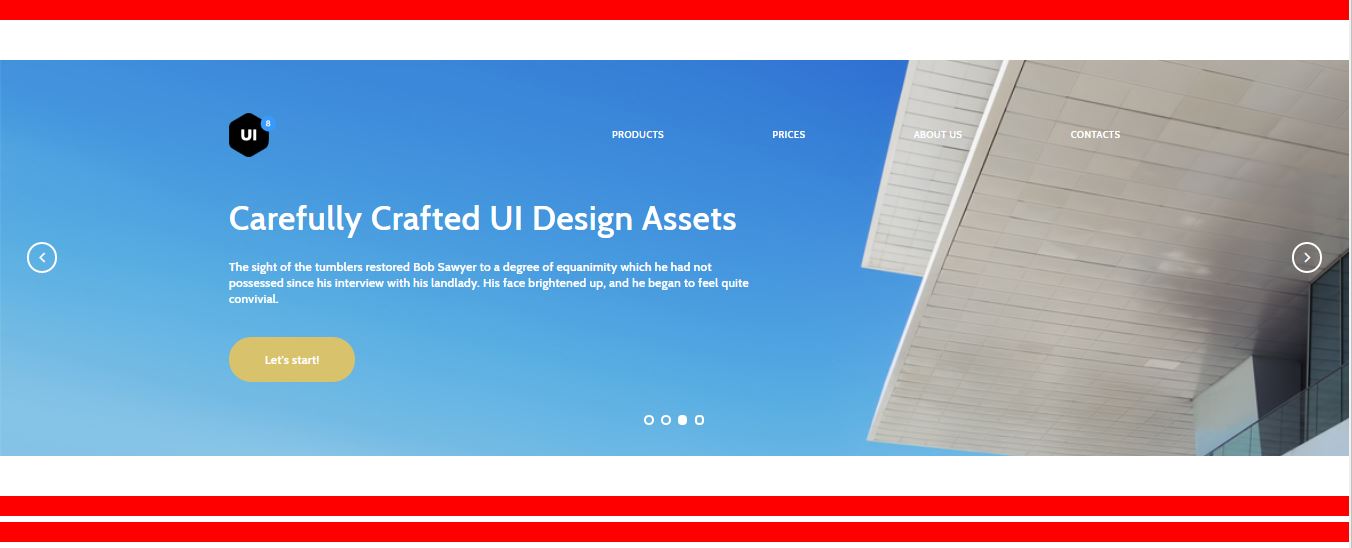 UI
8
PRODUCTS
PRICES
ABOUT US
CONTACTS
Carefully Crafted UI Design Assets
The sight of the tumblers restored Bob Sawyer to a degree of equanimity which he had not
possessed since his interview with his landlady. His face brightened up, and he began to feel quite
convivial.
Let's start!